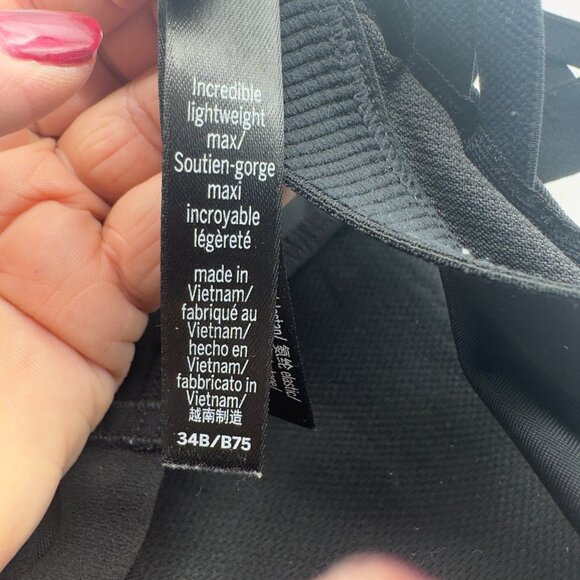 Incredible
lightweight
max/
Soutien-gorge
maxi
incroyable
légèreté
made in
Vietnam/
fabriqué au
Vietnam/
hecho en
Vietnam/
fabbricato in
Vietnam/
越南制造
34B/B75